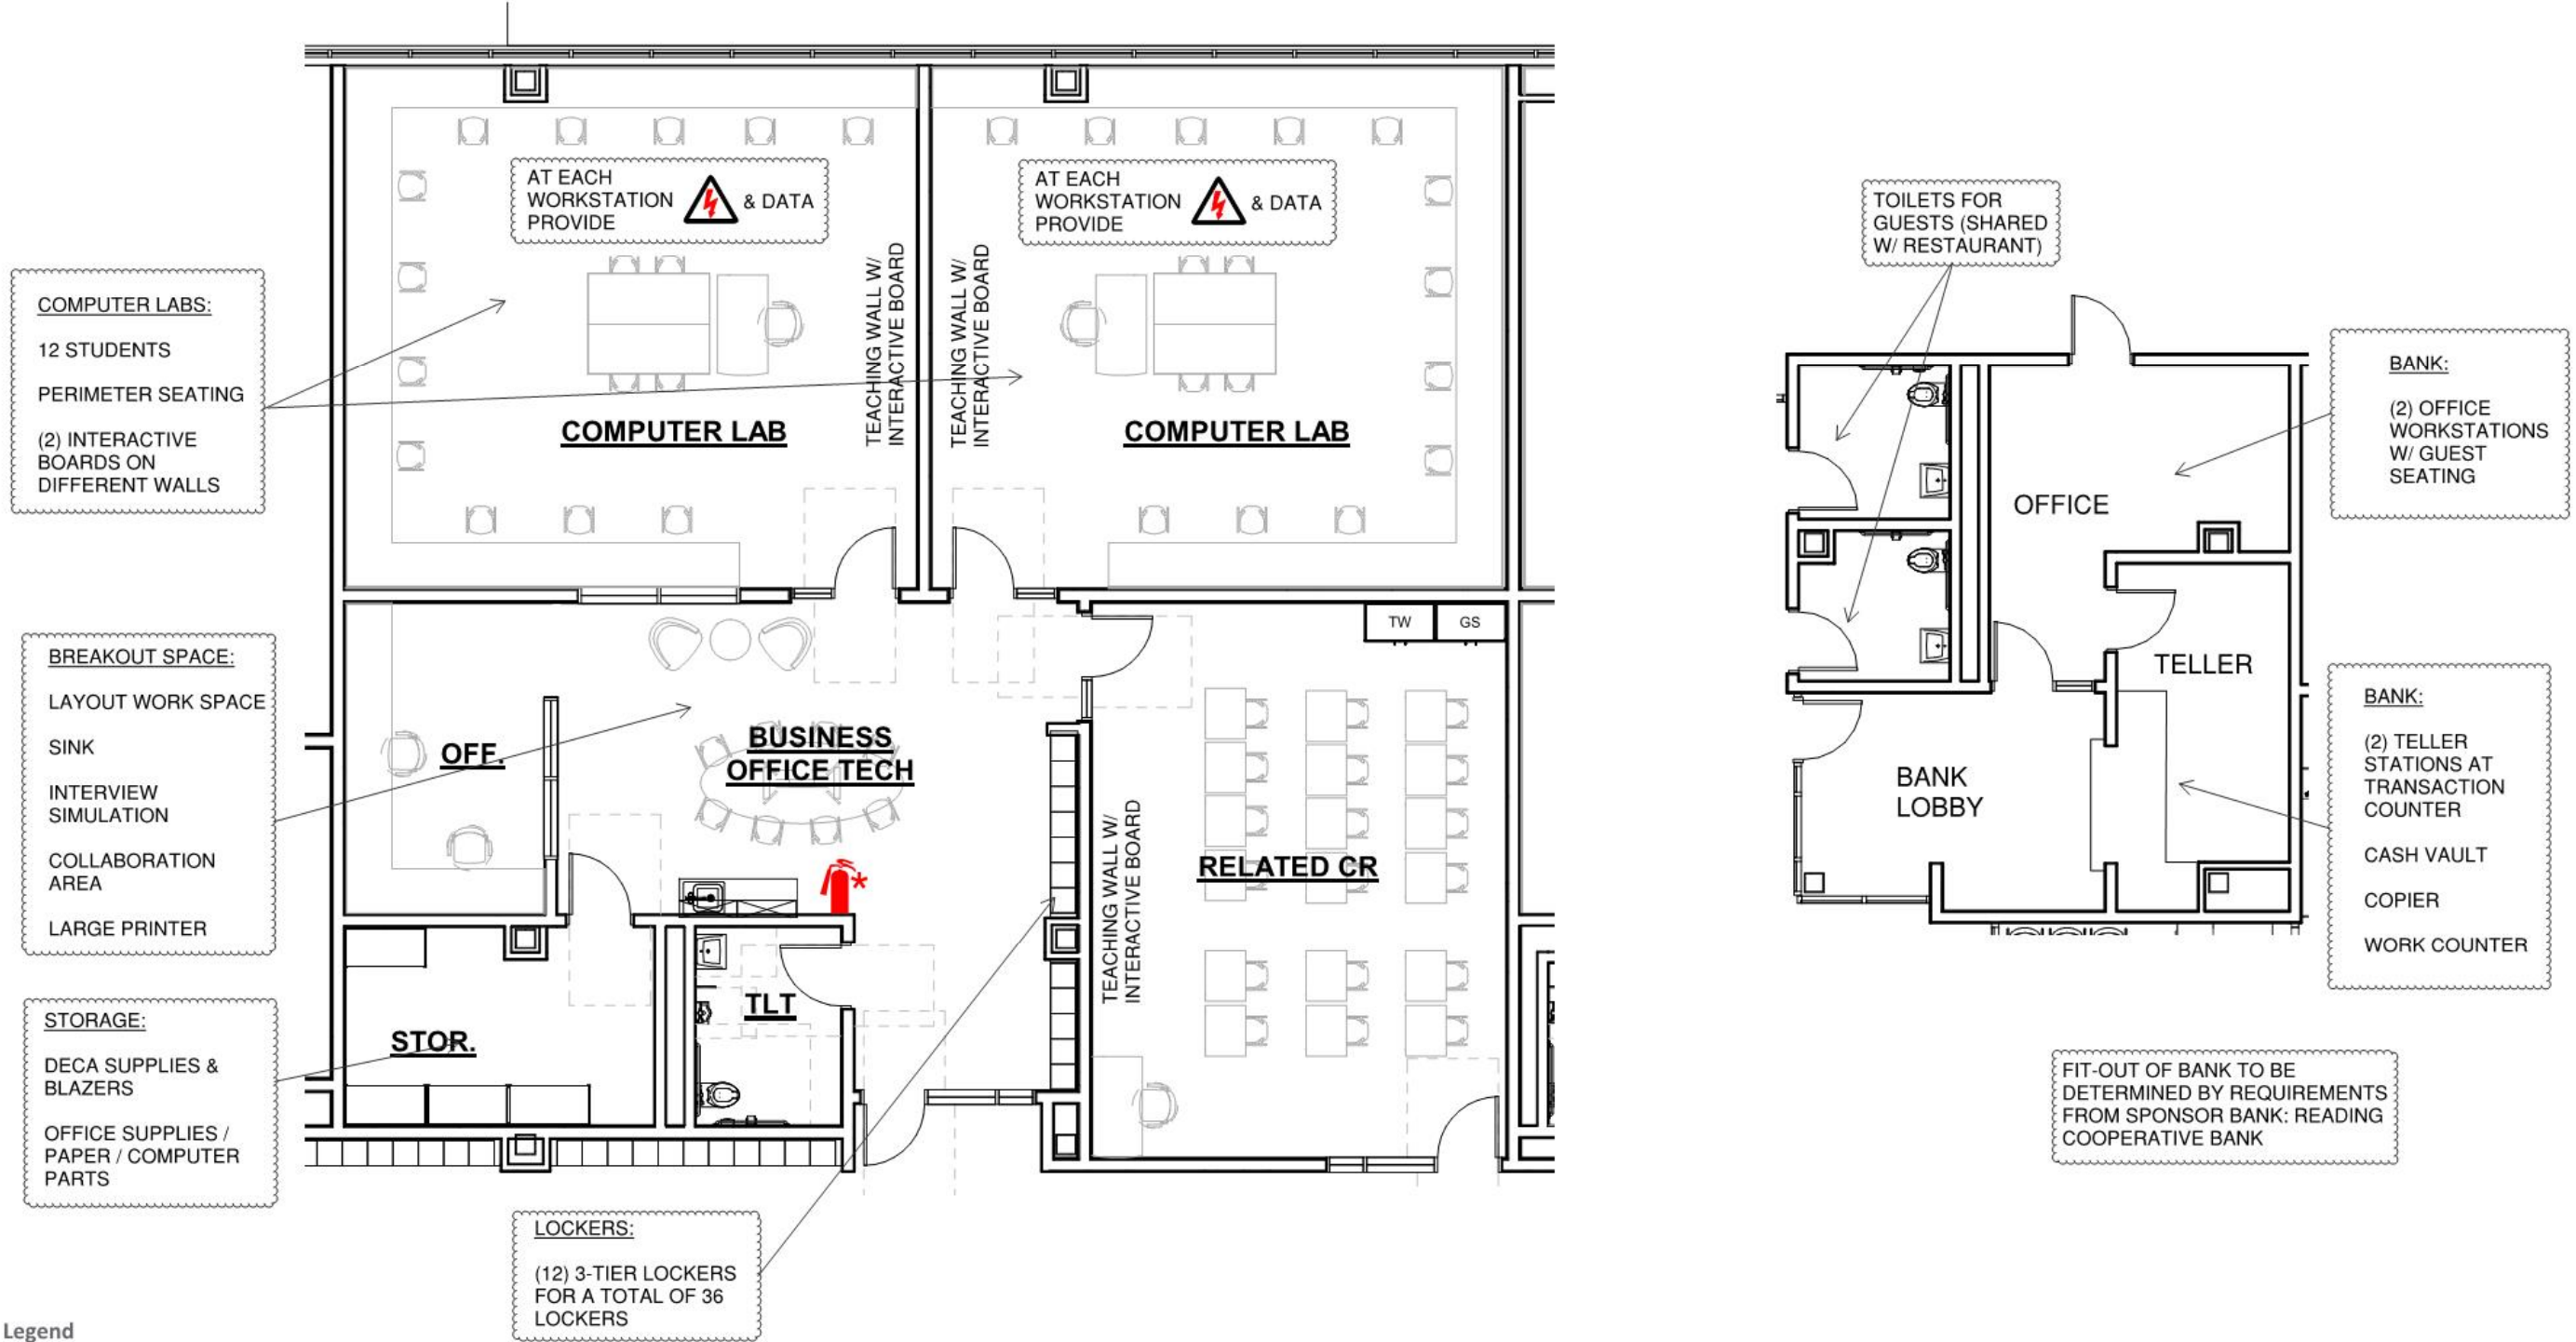 AT EACH
WORKSTATION
PROVIDE
& DATA
AT EACH
WORKSTATION
PROVIDE
& DATA
TEACHING WALL W/
INTERACTIVE BOARD
TEACHING WALL W/
INTERACTIVE BOARD
COMPUTER LABS:
12 STUDENTS
PERIMETER SEATING
(2) INTERACTIVE
BOARDS ON
DIFFERENT WALLS
COMPUTER LAB
COMPUTER LAB
BREAKOUT SPACE:
LAYOUT WORK SPACE
SINK
INTERVIEW
SIMULATION
COLLABORATION
AREA
LARGE PRINTER
OFF.
BUSINESS
OFFICE TECH
*
TW
GS
TEACHING WALL W/
INTERACTIVE BOARD
RELATED CR
STORAGE:
DECA SUPPLIES &
BLAZERS
OFFICE SUPPLIES /
PAPER / COMPUTER
PARTS
STOR.
TLT
LOCKERS:
(12) 3-TIER LOCKERS
FOR A TOTAL OF 36
LOCKERS
Legend
TOILETS FOR
GUESTS (SHARED
W/ RESTAURANT)
OFFICE
BANK:
(2) OFFICE
WORKSTATIONS
W/ GUEST
SEATING
TELLER
BANK
LOBBY
BANK:
(2) TELLER
STATIONS AT
TRANSACTION
COUNTER
CASH VAULT
COPIER
WORK COUNTER
FIT-OUT OF BANK TO BE
DETERMINED BY REQUIREMENTS
FROM SPONSOR BANK: READING
COOPERATIVE BANK